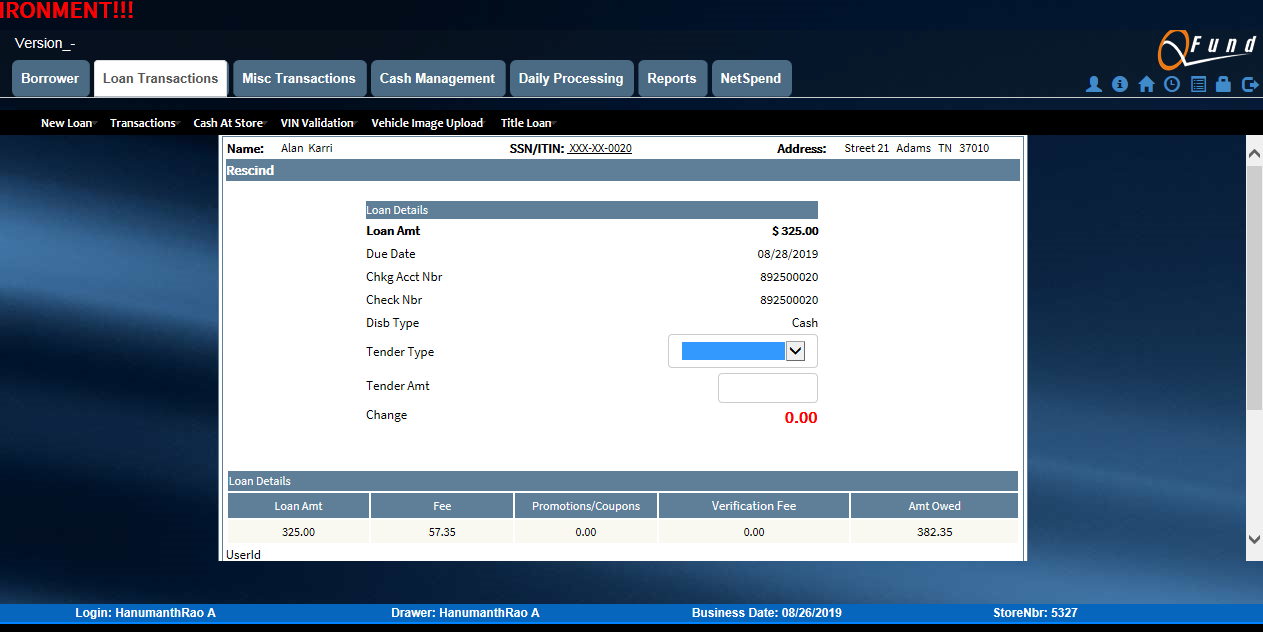 IRONMENT!!!
Version_-
QFund
Borrower Loan Transactions Misc Transactions Cash Management Daily Processing Reports NetSpend
New Loan Transactions Cash At Store VIN Validation Vehicle Image Upload Title Loan
Name: Alan Karri SSN/ITIN: XXX-XX-0020 Address: Street 21 Adams TN 37010
Rescind
Loan Details
Loan Amt $ 325.00
Due Date 08/28/2019
Chkg Acct Nbr 892500020
Check Nbr 892500020
Disb Type Cash
Tender Type
Tender Amt
Change 0.00
Loan Details
Loan Amt Fee Promotions/Coupons Verification Fee Amt Owed
325.00 57.35 0.00 0.00 382.35
UserId
Login: HanumanthRao A Drawer: HanumanthRao A Business Date: 08/26/2019 StoreNbr: 5327